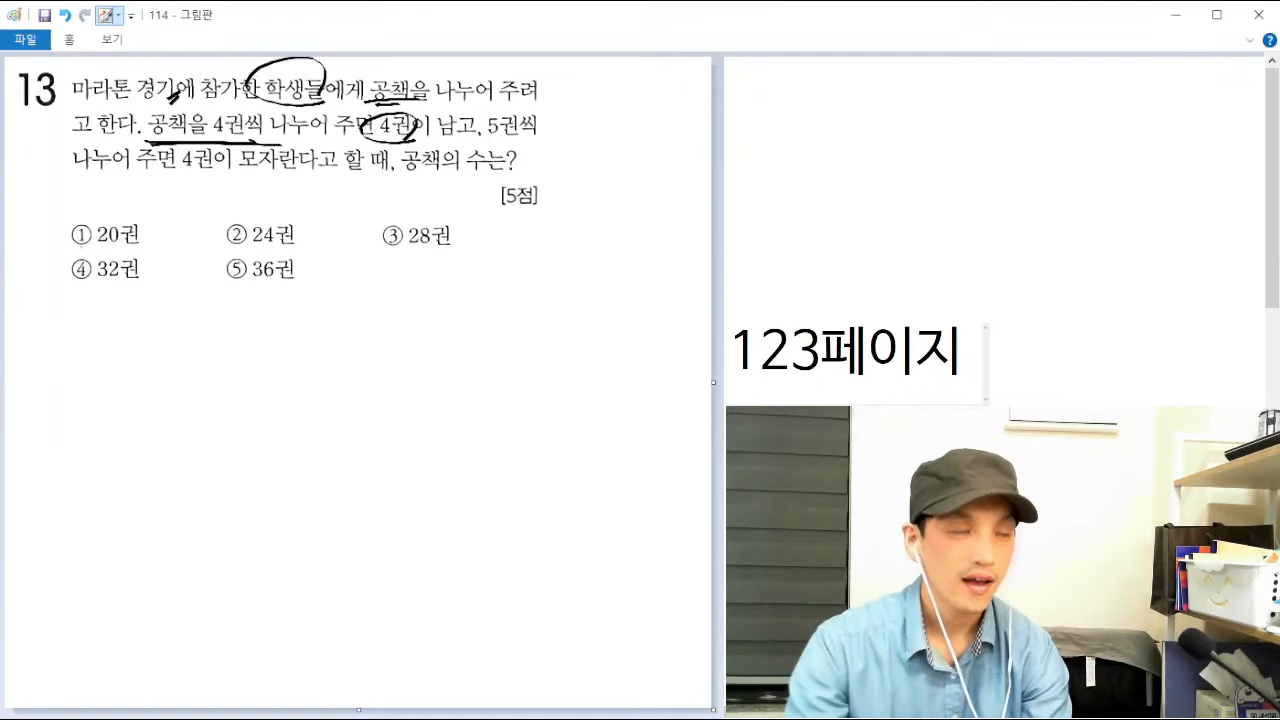 114 - 그림판
파일 홈 보기
13 마라톤 경기에 참가한 학생들에게 공책을 나누어 주려
고 한다. 공책을 4권씩 나누어 주면 4권이 남고, 5권씩
나누어 주면 4권이 모자란다고 할 때, 공책의 수는?
[5점]
① 20권 ② 24권 ③ 28권
④ 32권 ⑤ 36권
123페이지